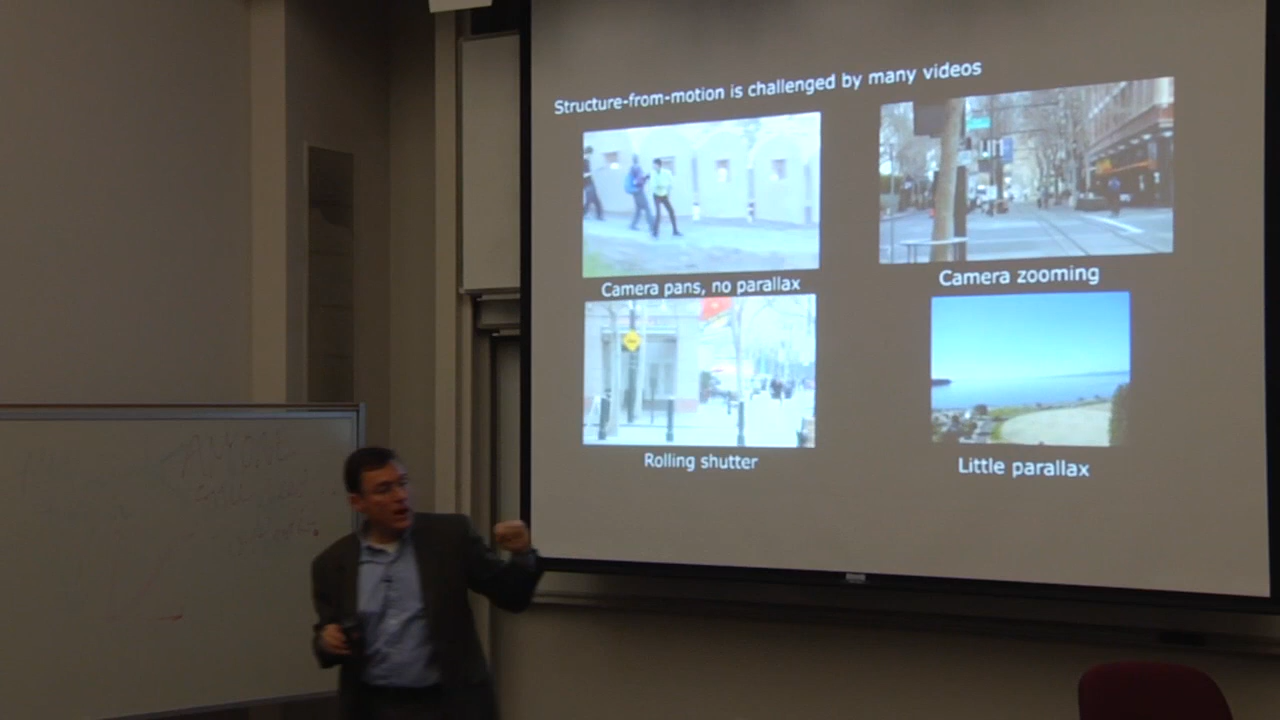 Structure-from-motion is challenged by many videos
Camera pans, no parallax
Camera zooming
Rolling shutter
Little parallax